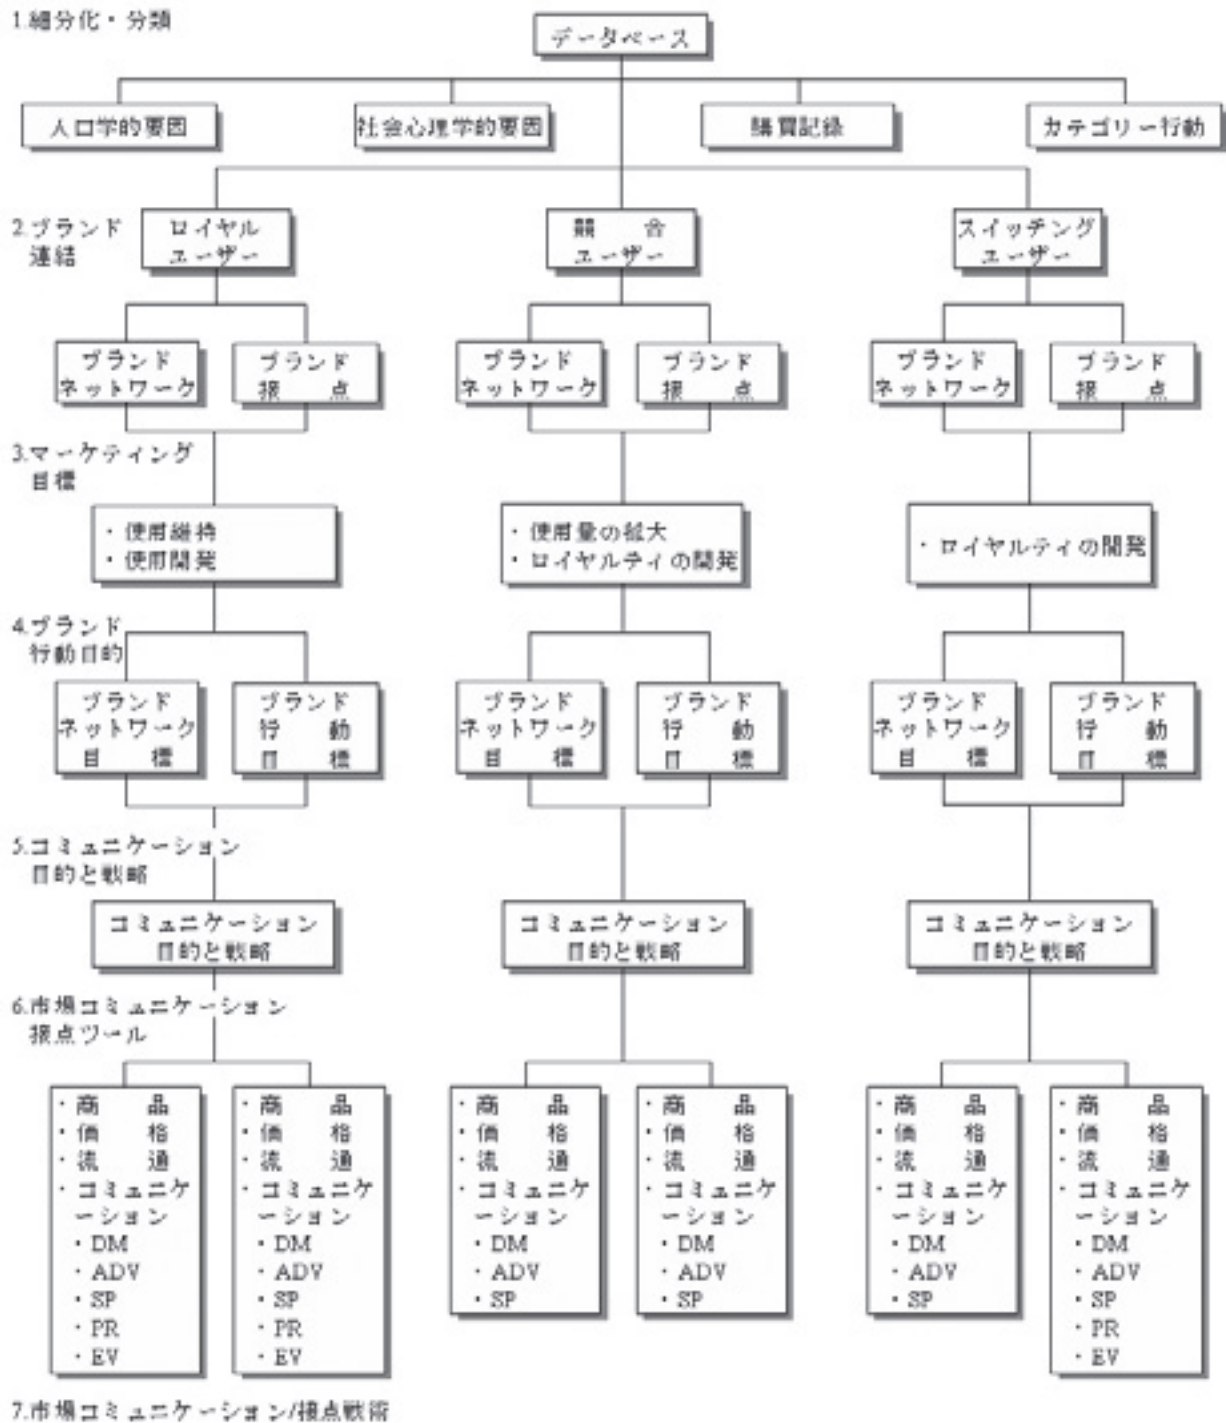 1.細分化・分類
データベース
人口学的要因
社会心理学的要因
購買記録
カテゴリー行動
2.ブランド
連結
ロイヤル
ユーザー
競 合
ユーザー
スイッチング
ユーザー
ブランド
ネットワーク
ブランド
接 点
ブランド
ネットワーク
ブランド
接 点
ブランド
ネットワーク
ブランド
接 点
3.マーケティング
目標
・使用維持
・使用開発
・使用量の拡大
・ロイヤルティの開発
・ロイヤルティの開発
4.ブランド
行動目的
ブランド
ネットワーク
目 標
ブランド
行 動
目 標
ブランド
ネットワーク
目 標
ブランド
行 動
目 標
ブランド
ネットワーク
目 標
ブランド
行 動
目 標
5.コミュニケーション
目的と戦略
コミュニケーション
目的と戦略
コミュニケーション
目的と戦略
コミュニケーション
目的と戦略
6.市場コミュニケーション
接点ツール
・商 品
・価 格
・流 通
・コミュニケ
ーション
・DM
・ADV
・SP
・PR
・EV
・商 品
・価 格
・流 通
・コミュニケ
ーション
・DM
・ADV
・SP
・PR
・EV
・商 品
・価 格
・流 通
・コミュニケ
ーション
・DM
・ADV
・SP
・商 品
・価 格
・流 通
・コミュニケ
ーション
・DM
・ADV
・SP
・商 品
・価 格
・流 通
・コミュニケ
ーション
・DM
・ADV
・SP
・商 品
・価 格
・流 通
・コミュニケ
ーション
・DM
・ADV
・SP
・PR
・EV
7.市場コミュニケーション/接点戦術